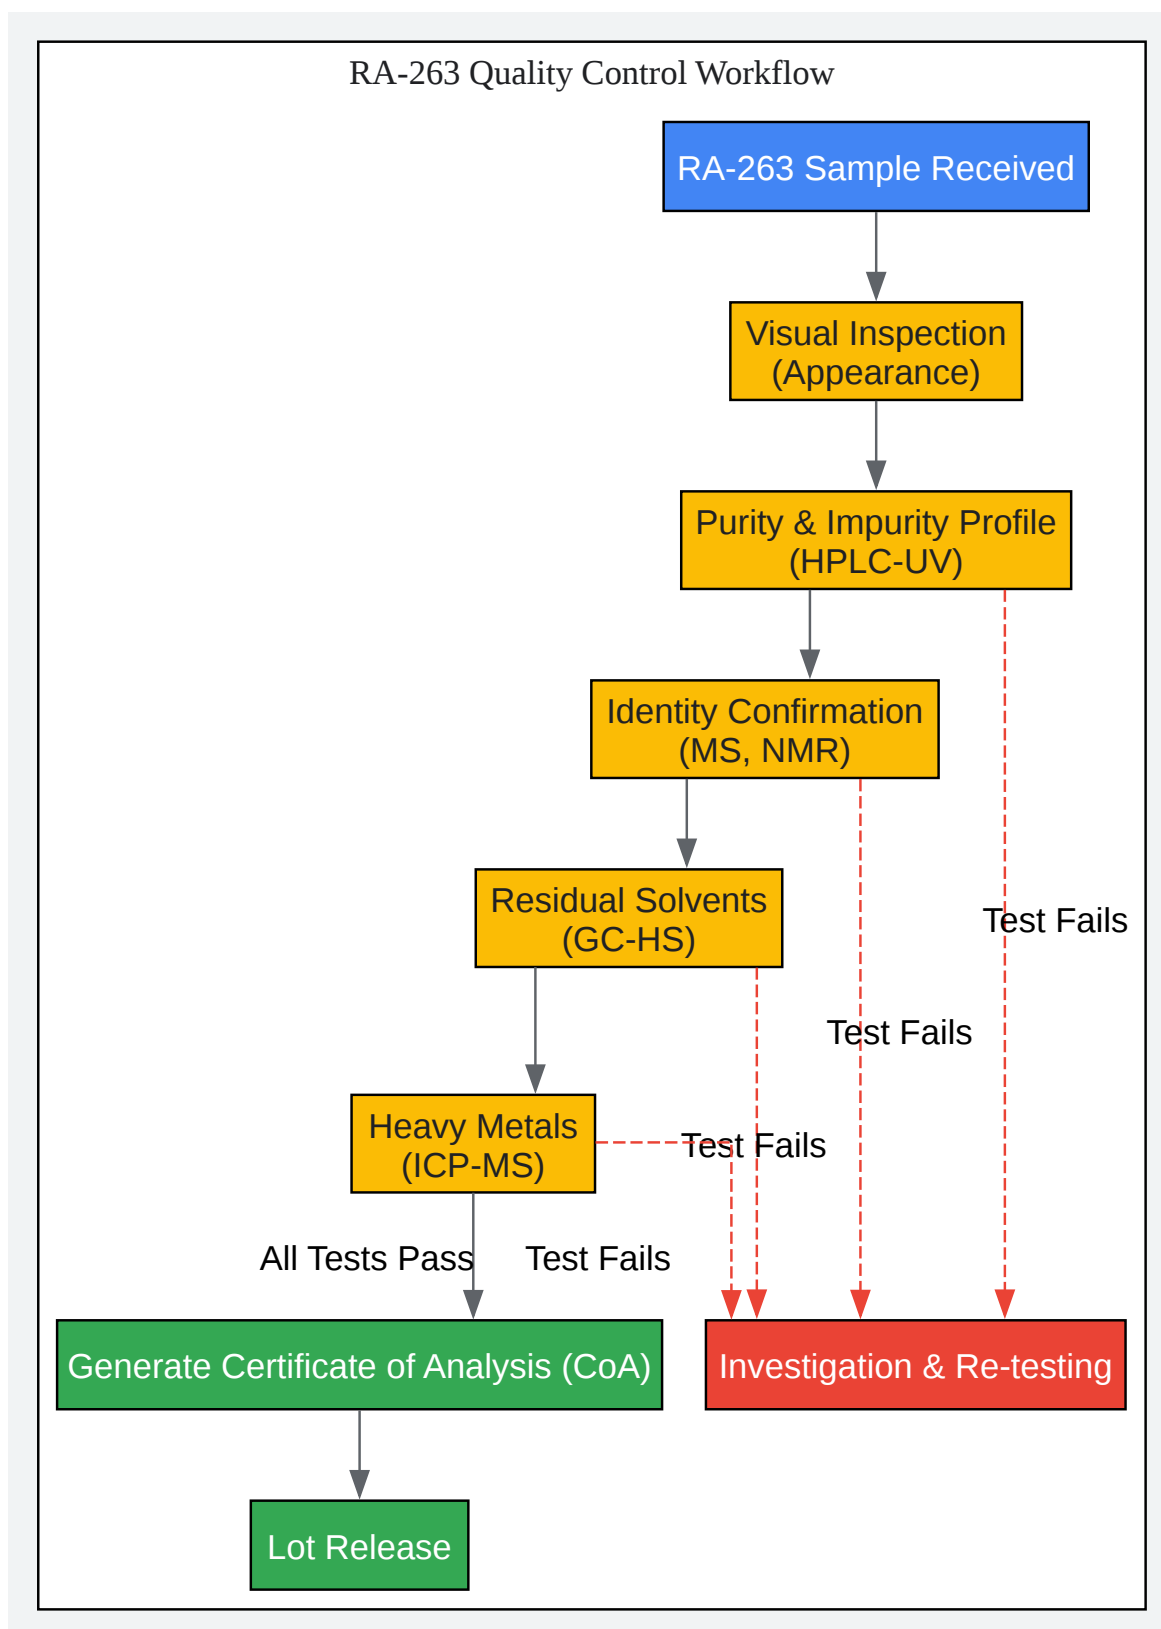 RA-263 Quality Control Workflow
RA-263 Sample Received
Visual Inspection
(Appearance)
Purity & Impurity Profile
(HPLC-UV)
Identity Confirmation
(MS, NMR)
Residual Solvents
(GC-HS)
Test Fails
Test Fails
Heavy Metals
(ICP-MS)
Test Fails
All Tests Pass
Test Fails
Generate Certificate of Analysis (CoA)
Investigation & Re-testing
Lot Release